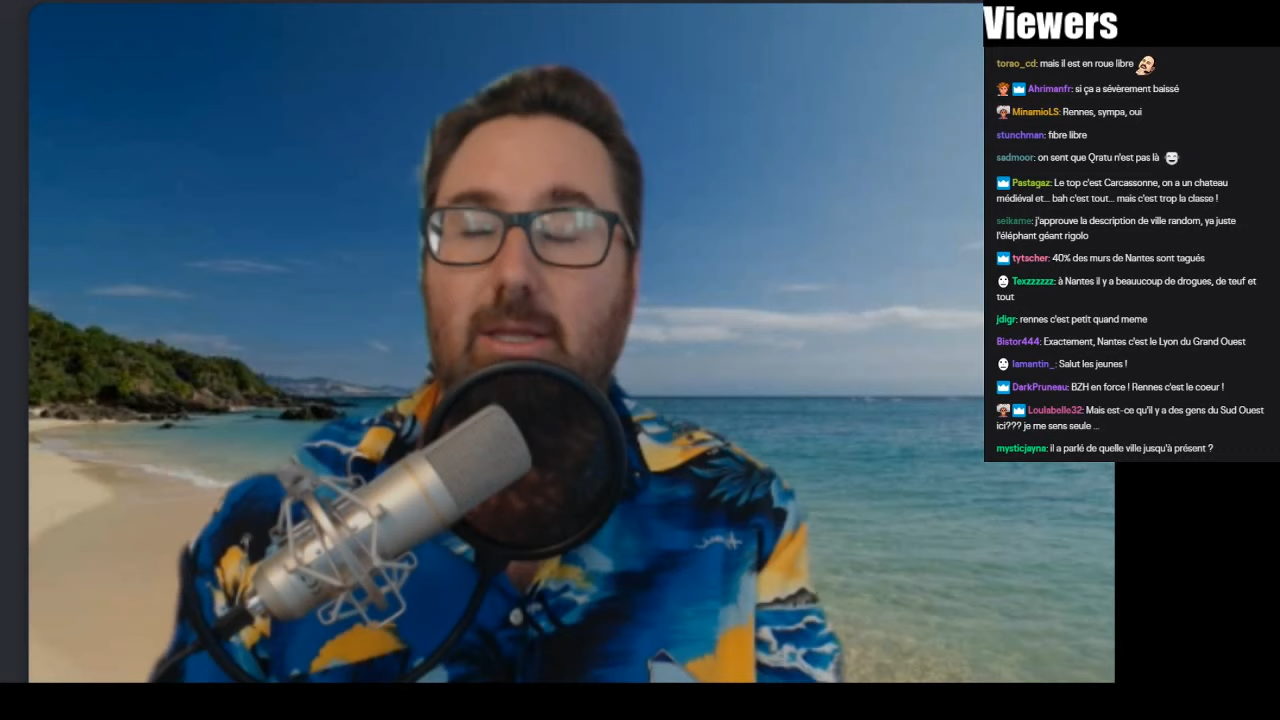 Viewers
torao_cd: mais il est en roue libre
Ahrimanfr: si ça a sévèrement baissé
MinamioLS: Rennes, sympa, oui
stunchman: fibre libre
sadmoor: on sent que Qratu n'est pas là
Pastagaz: Le top c'est Carcassonne, on a un chateau
médiéval et... bah c'est tout... mais c'est trop la classe !
seikame: j'approuve la description de ville random, ya juste
l'éléphant géant rigolo
tytscher: 40% des murs de Nantes sont tagués
Texzzzzzz: à Nantes il y a beauucoup de drogues, de teuf et
tout
jdigr: rennes c'est petit quand meme
Bistor444: Exactement, Nantes c'est le Lyon du Grand Ouest
lamantin_: Salut les jeunes !
DarkPruneau: BZH en force ! Rennes c'est le coeur !
Loulabelle32: Mais est-ce qu'il y a des gens du Sud Ouest
ici??? je me sens seule ...
mysticjayna: il a parlé de quelle ville jusqu'à présent ?